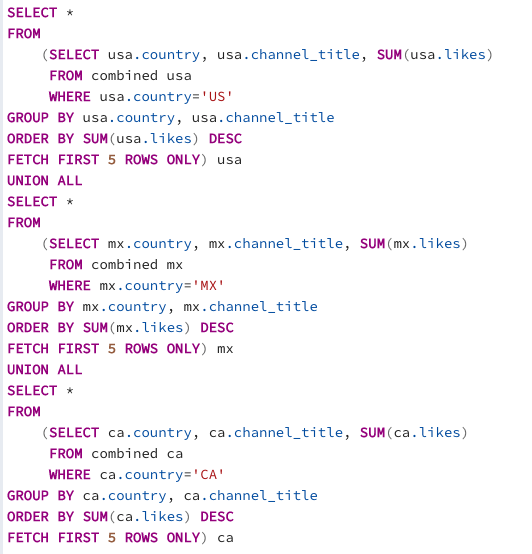 SELECT *
FROM
(SELECT usa.country, usa.channel_title, SUM(usa.likes)
FROM combined usa
WHERE usa.country='US'
GROUP BY usa.country, usa.channel_title
ORDER BY SUM(usa.likes) DESC
FETCH FIRST 5 ROWS ONLY) usa
UNION ALL
SELECT *
FROM
(SELECT mx.country, mx.channel_title, SUM(mx.likes)
FROM combined mx
WHERE mx.country='MX'
GROUP BY mx.country, mx.channel_title
ORDER BY SUM(mx.likes) DESC
FETCH FIRST 5 ROWS ONLY) mx
UNION ALL
SELECT *
FROM
(SELECT ca.country, ca.channel_title, SUM(ca.likes)
FROM combined ca
WHERE ca.country='CA'
GROUP BY ca.country, ca.channel_title
ORDER BY SUM(ca.likes) DESC
FETCH FIRST 5 ROWS ONLY) ca